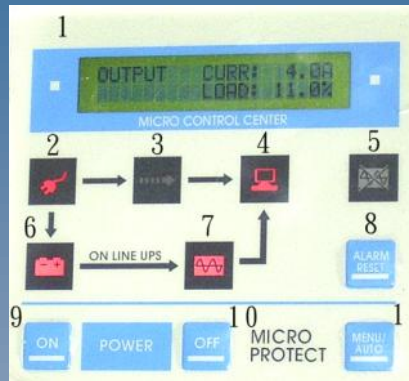 1
OUTPUT CURR: 4.0A
LOAD: 11.0%
MICRO CONTROL CENTER
2 3 4 5
6 7 8
ON LINE UPS
ALARM RESET
9 10 1
ON POWER OFF MICRO PROTECT MENU/AUTO